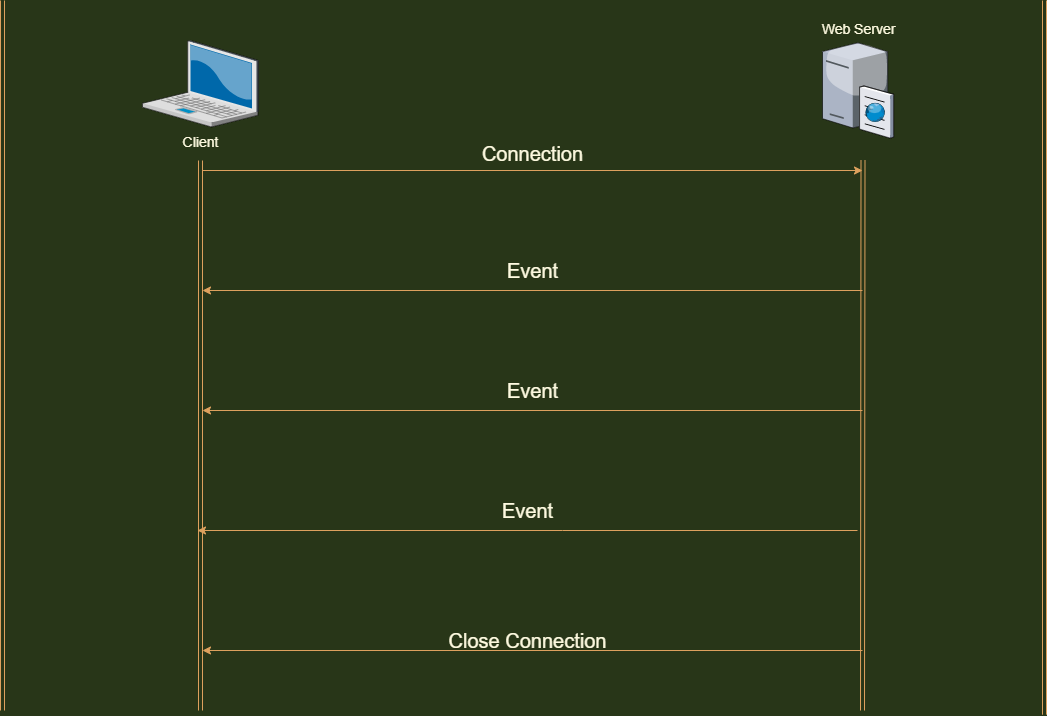 Web Server
Client
Connection
Event
Event
Event
Close Connection